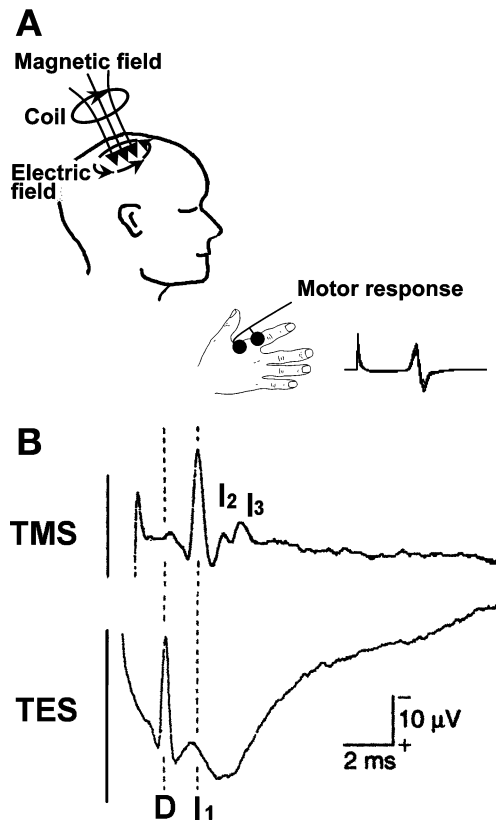 A
Magnetic field
Coil
Electric
field
Motor response
B
I2
I3
TMS
TES
−
10 μV
+
2 ms
D
I1